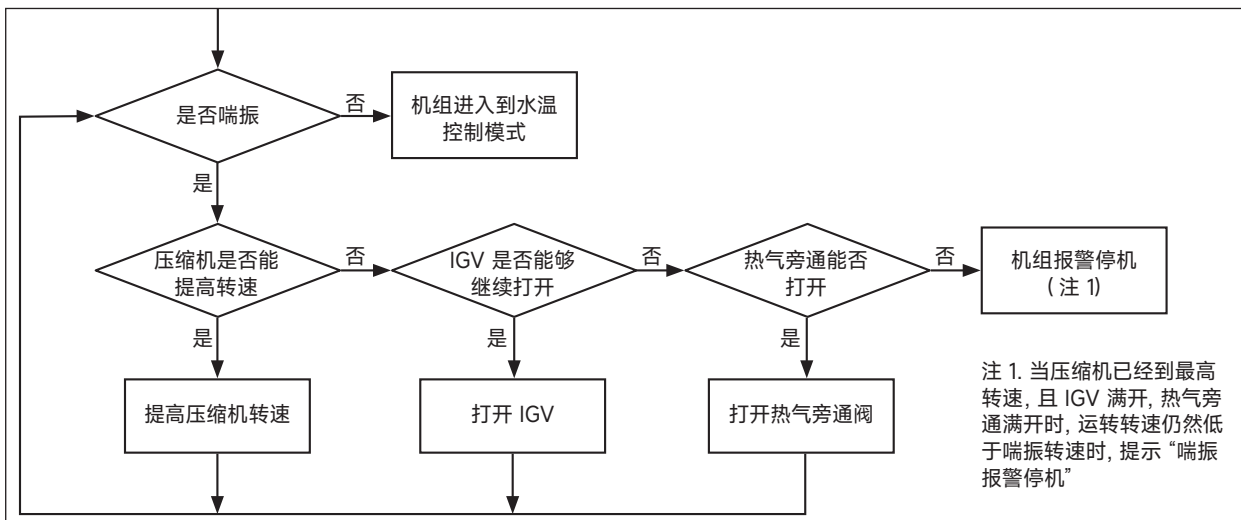 是否喘振
否
机组进入到水温
控制模式
是
压缩机是否能
提高转速
否
IGV 是否能够
继续打开
否
热气旁通能否
打开
否
机组报警停机
( 注 1)
是
是
是
提高压缩机转速
打开 IGV
打开热气旁通阀
注 1. 当压缩机已经到最高
转速, 且 IGV 满开, 热气旁
通满开时, 运转转速仍然低
于喘振转速时, 提示 “喘振
报警停机”